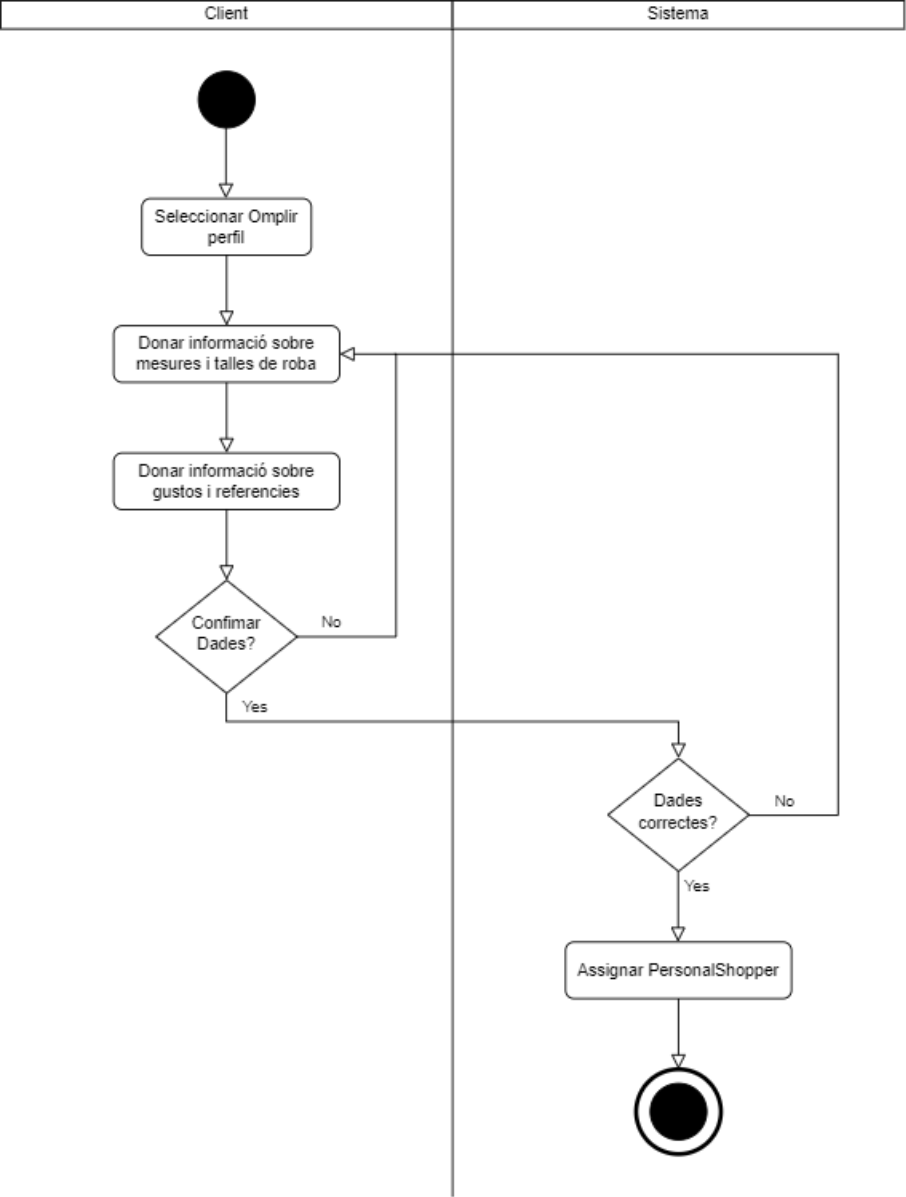 Client
Sistema
Seleccionar Omplir
perfil
Donar informació sobre
mesures i talles de roba
Donar informació sobre
gustos i referencies
Confimar
Dades?
No
Yes
Dades
correctes?
No
Yes
Assignar PersonalShopper